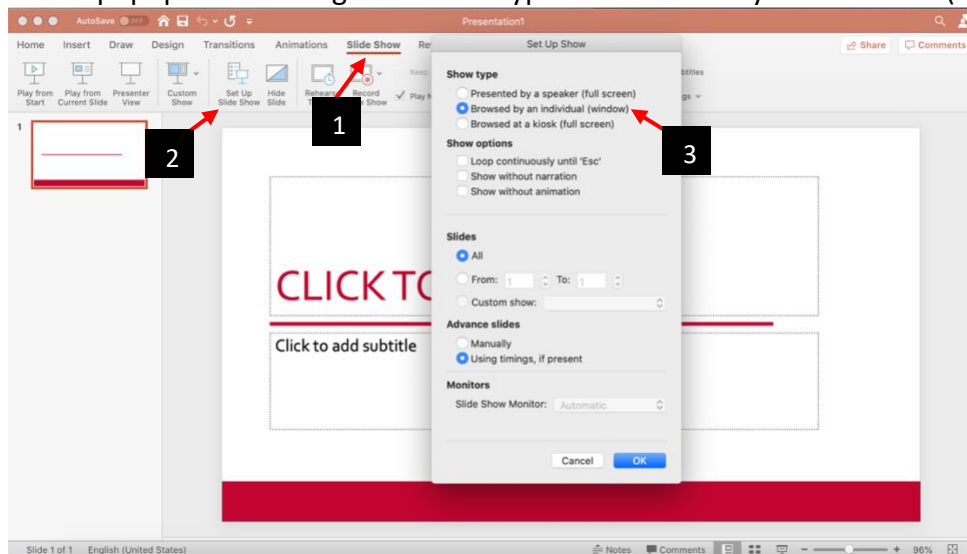 AutoSave OFF Presentation1
Home Insert Draw Design Transitions Animations Slide Show Re Share Comments
Set Up Show
Play from Start
Play from Current Slide
Presenter View
Custom Show
Set Up Slide Show
Hide Slide
Rehears
Record
Show
Keep
Play
1
2
3
Show type
Presented by a speaker (full screen)
Browsed by an individual (window)
Browsed at a kiosk (full screen)
Show options
Loop continuously until 'Esc'
Show without narration
Show without animation
Slides
All
From: 1 To: 1
Custom show:
Advance slides
Manually
Using timings, if present
Monitors
Slide Show Monitor: Automatic
Cancel OK
1
CLICK TO
Click to add subtitle
Slide 1 of 1 English (United States) Notes Comments 96%